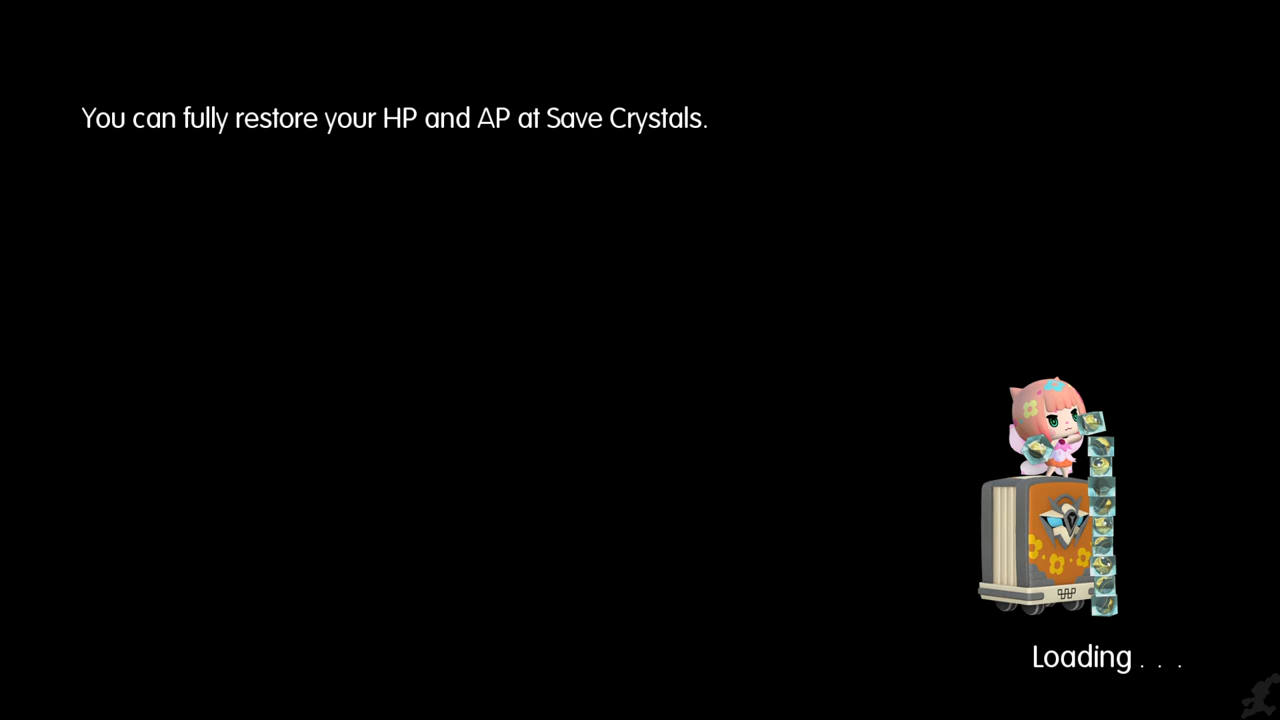 You can fully restore your HP and AP at Save Crystals.
Loading . . .